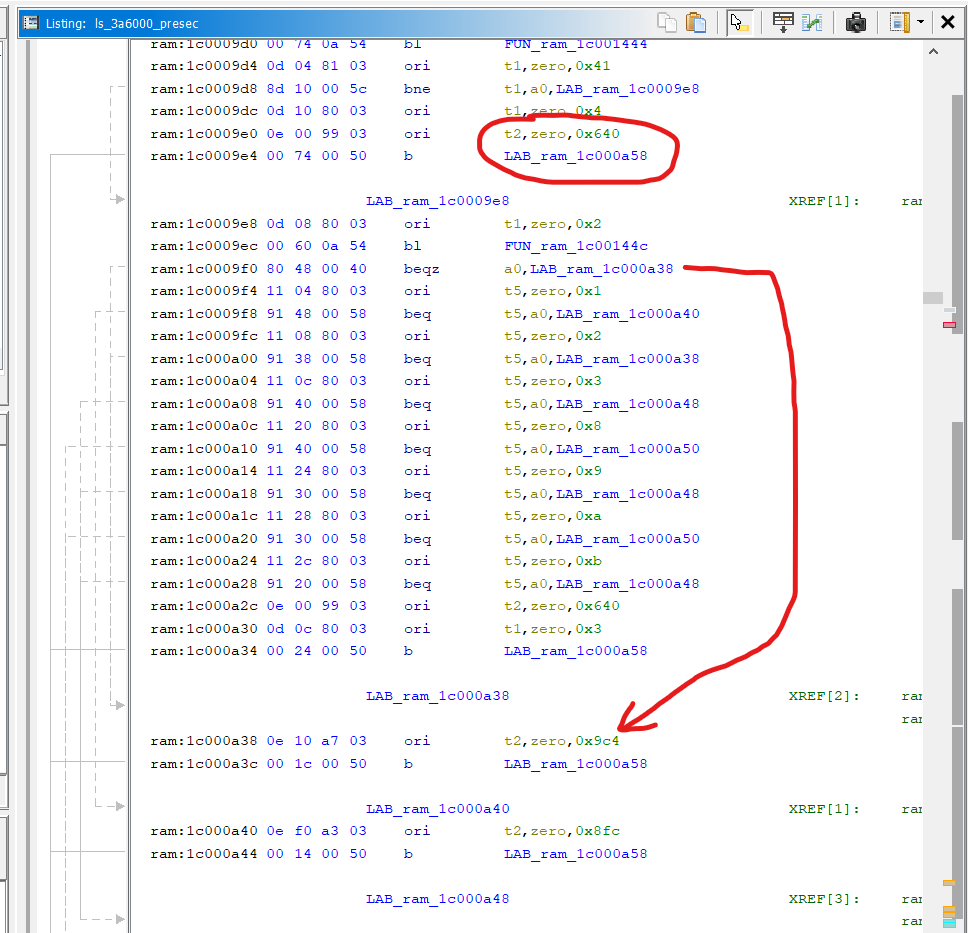 Listing: ls_3a6000_presec
ram:1c0009d0 00 74 0a 54 bl FUN_ram_1c001444
ram:1c0009d4 0d 04 81 03 ori t1,zero,0x41
ram:1c0009d8 8d 10 00 5c bne t1,a0,LAB_ram_1c0009e8
ram:1c0009dc 0d 10 80 03 ori t1,zero,0x4
ram:1c0009e0 0e 00 99 03 ori t2,zero,0x640
ram:1c0009e4 00 74 00 50 b LAB_ram_1c000a58
LAB_ram_1c0009e8 XREF[1]: ram
ram:1c0009e8 0d 08 80 03 ori t1,zero,0x2
ram:1c0009ec 00 60 0a 54 bl FUN_ram_1c00144c
ram:1c0009f0 80 48 00 40 beqz a0,LAB_ram_1c000a38
ram:1c0009f4 11 04 80 03 ori t5,zero,0x1
ram:1c0009f8 91 48 00 58 beq t5,a0,LAB_ram_1c000a40
ram:1c0009fc 11 08 80 03 ori t5,zero,0x2
ram:1c000a00 91 38 00 58 beq t5,a0,LAB_ram_1c000a38
ram:1c000a04 11 0c 80 03 ori t5,zero,0x3
ram:1c000a08 91 40 00 58 beq t5,a0,LAB_ram_1c000a48
ram:1c000a0c 11 20 80 03 ori t5,zero,0x8
ram:1c000a10 91 40 00 58 beq t5,a0,LAB_ram_1c000a50
ram:1c000a14 11 24 80 03 ori t5,zero,0x9
ram:1c000a18 91 30 00 58 beq t5,a0,LAB_ram_1c000a48
ram:1c000a1c 11 28 80 03 ori t5,zero,0xa
ram:1c000a20 91 30 00 58 beq t5,a0,LAB_ram_1c000a50
ram:1c000a24 11 2c 80 03 ori t5,zero,0xb
ram:1c000a28 91 20 00 58 beq t5,a0,LAB_ram_1c000a48
ram:1c000a2c 0e 00 99 03 ori t2,zero,0x640
ram:1c000a30 0d 0c 80 03 ori t1,zero,0x3
ram:1c000a34 00 24 00 50 b LAB_ram_1c000a58
LAB_ram_1c000a38 XREF[2]: ram
ram
ram:1c000a38 0e 10 a7 03 ori t2,zero,0x9c4
ram:1c000a3c 00 1c 00 50 b LAB_ram_1c000a58
LAB_ram_1c000a40 XREF[1]: ram
ram:1c000a40 0e f0 a3 03 ori t2,zero,0x8fc
ram:1c000a44 00 14 00 50 b LAB_ram_1c000a58
LAB_ram_1c000a48 XREF[3]: ram
ram